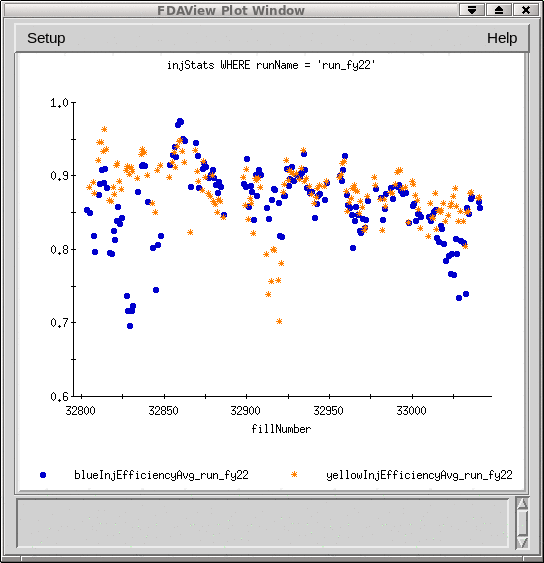 FDAView Plot Window
Setup Help
injStats WHERE runName = 'run_fy22'
1.0
0.9
0.8
0.7
0.6
32800 32850 32900 32950 33000
fillNumber
blueInjEfficiencyAvg_run_fy22 yellowInjEfficiencyAvg_run_fy22